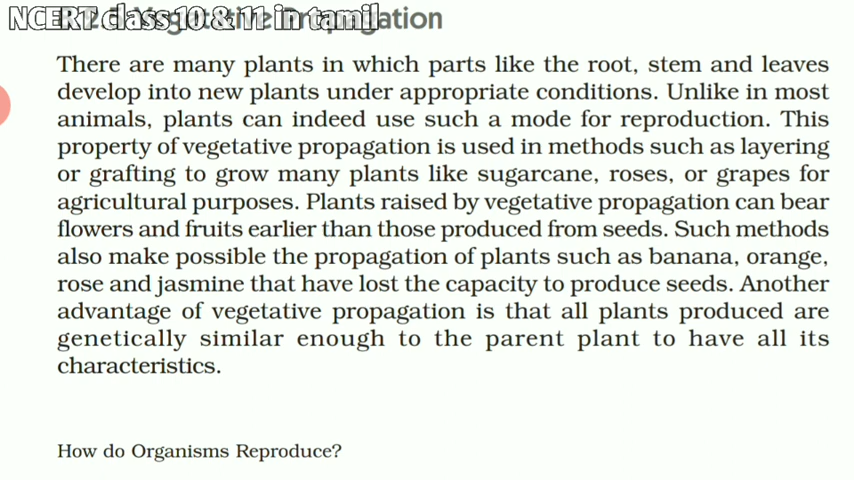 NCERT class 10 & 11 in tamil
Vegetative Propagation
There are many plants in which parts like the root, stem and leaves
develop into new plants under appropriate conditions. Unlike in most
animals, plants can indeed use such a mode for reproduction. This
property of vegetative propagation is used in methods such as layering
or grafting to grow many plants like sugarcane, roses, or grapes for
agricultural purposes. Plants raised by vegetative propagation can bear
flowers and fruits earlier than those produced from seeds. Such methods
also make possible the propagation of plants such as banana, orange,
rose and jasmine that have lost the capacity to produce seeds. Another
advantage of vegetative propagation is that all plants produced are
genetically similar enough to the parent plant to have all its
characteristics.
How do Organisms Reproduce?